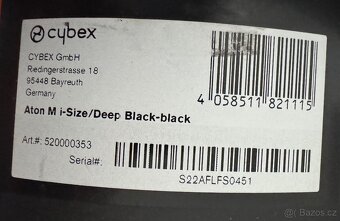 cybex
CYBEX GmbH
Riedingerstrasse 18
95448 Bayreuth
Germany
4 058511 821115
Aton M i-Size/Deep Black-black
Art.#: 520000353
Serial#:
S22AFLFS0451
Bazoš.cz